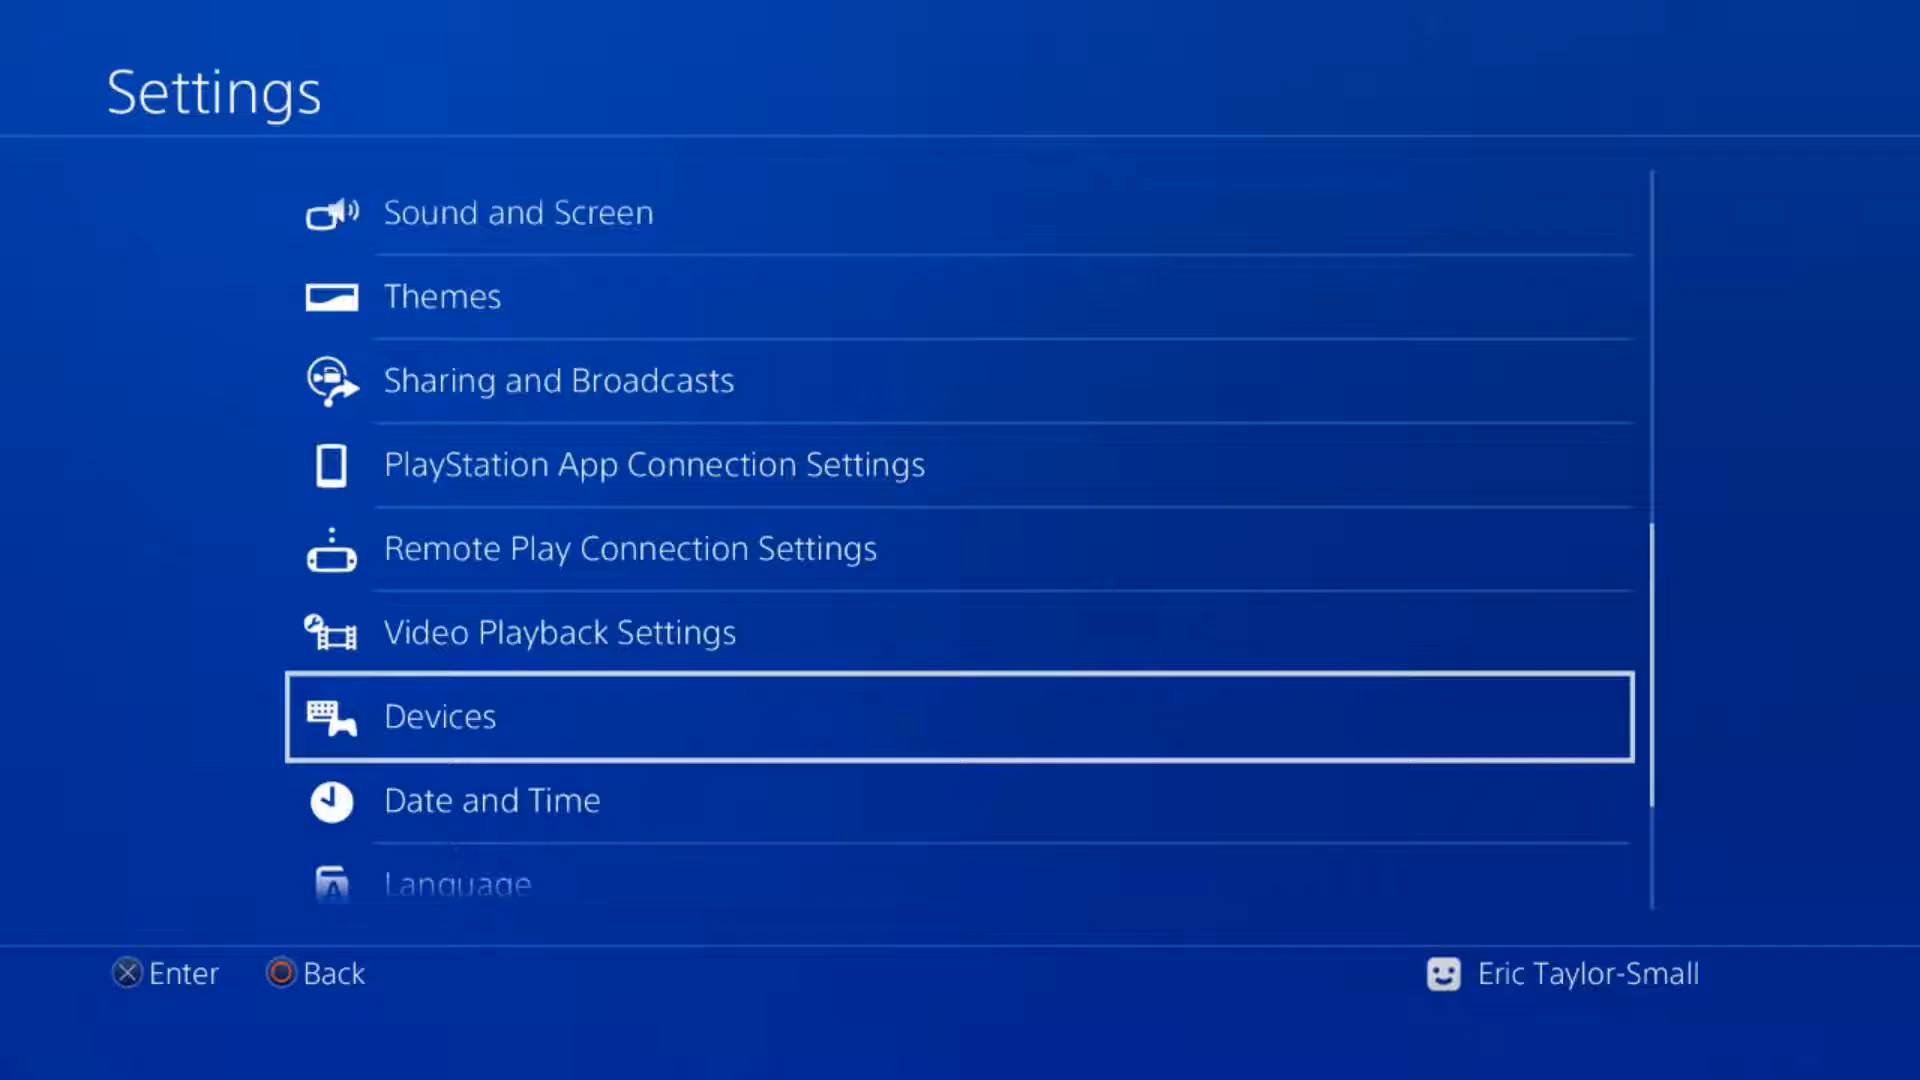 Settings
Sound and Screen
Themes
Sharing and Broadcasts
PlayStation App Connection Settings
Remote Play Connection Settings
Video Playback Settings
Devices
Date and Time
Language
Enter Back Eric Taylor-Small